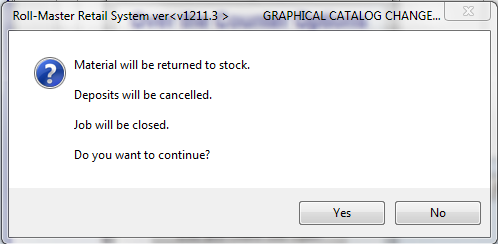 Roll-Master Retail System ver<v1211.3 > GRAPHICAL CATALOG CHANGE...
Material will be returned to stock.
Deposits will be cancelled.
Job will be closed.
Do you want to continue?
Yes No